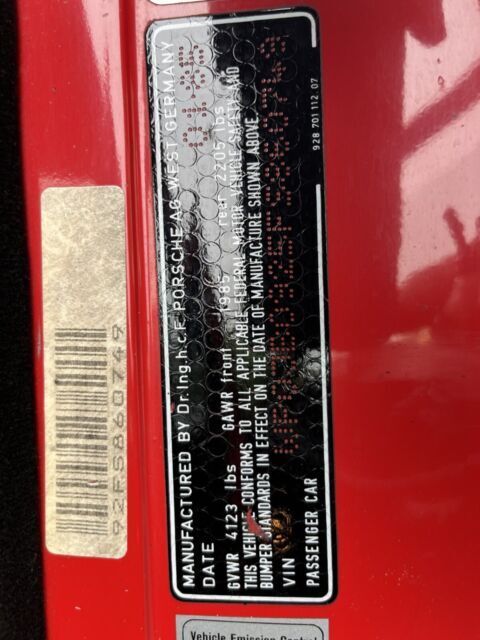 MANUFACTURED BY Dr.Ing.h.c.F. PORSCHE AG WEST GERMANY
DATE
GVWR 4123 lbs GAWR front 1985 rear 2205 lbs
THIS VEHICLE CONFORMS TO ALL APPLICABLE FEDERAL MOTOR VEHICLE SAFETY AND
BUMPER STANDARDS IN EFFECT ON THE DATE OF MANUFACTURE SHOWN ABOVE
VIN WP0JB0925FS860749
PASSENGER CAR
928 701 112 07
92FS860749
Vehicle Emission Control